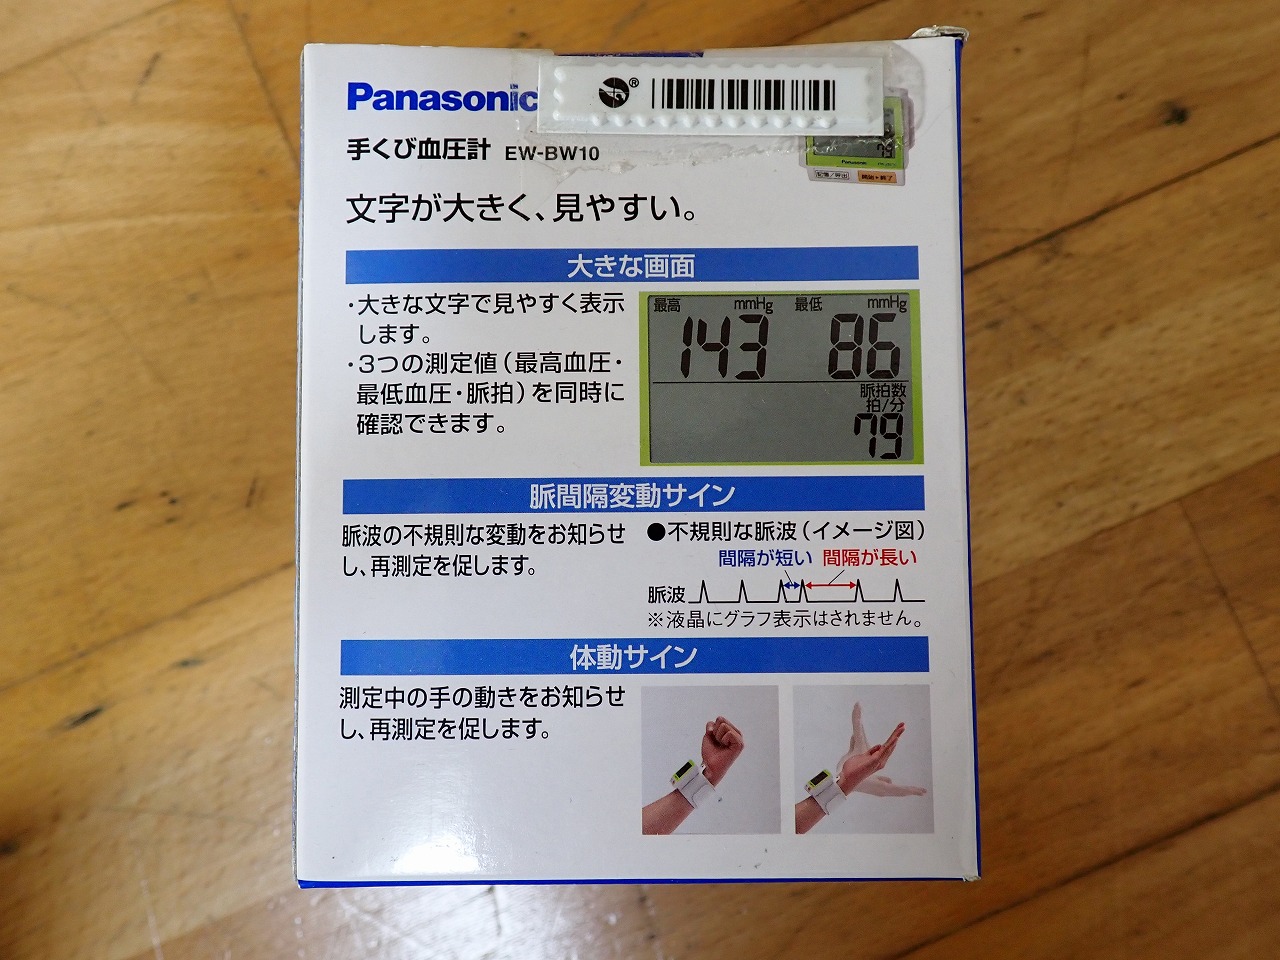 Panasonic
®
手くび血圧計 EW-BW10
Panasonic
記憶/呼出
開始・終了
文字が大きく、見やすい。
大きな画面
・大きな文字で見やすく表示
します。
・3つの測定値(最高血圧・
最低血圧・脈拍)を同時に
確認できます。
最高 mmHg 最低 mmHg
143 86
脈拍数
拍/分
79
脈間隔変動サイン
脈波の不規則な変動をお知らせ
し、再測定を促します。
●不規則な脈波(イメージ図)
間隔が短い 間隔が長い
脈波
※液晶にグラフ表示はされません。
体動サイン
測定中の手の動きをお知らせ
し、再測定を促します。